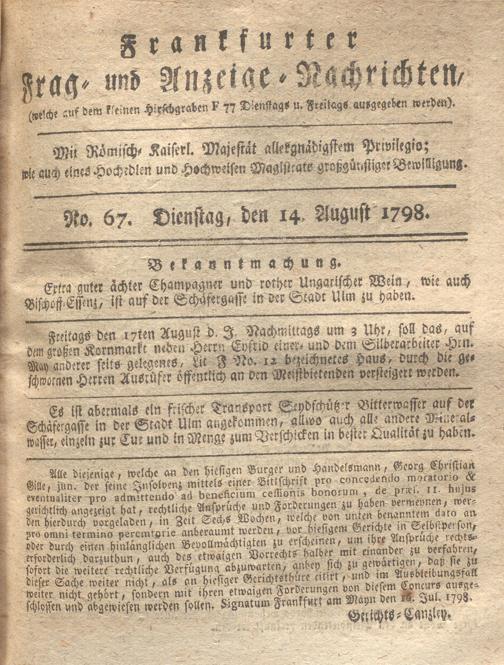 Frankfurter
Frag- und Anzeige-Nachrichten,
(welche auf dem kleinen Hirschgraben F 77 Dienstags u. Freitags ausgegeben werden).
Mit Römisch-Kaiserl. Majestät allergnädigstem Privilegio;
wie auch eines Hochedlen und Hochweisen Magistrats großgünstiger Bewilligung.
No. 67. Dienstag, den 14. August 1798.
Bekanntmachung.
Extra guter ächter Champagner und rother Ungarischer Wein, wie auch
Bischoff-Essenz, ist auf der Schäfergasse in der Stadt Ulm zu haben.
Freitags den 17ten August d. J. Nachmittags um 3 Uhr, soll das, auf
dem großen Kornmarkt neben Herrn einer- und dem Silberarbeiter Hrn.
May anderer seits gelegenes, Lit F No. 12 bezeichnetes Haus, durch die ge-
schwornen Herren Ausrüfer öffentlich an den Meistbietenden versteigert werden.
Es ist abermals ein frischer Transport Seydschützer Bitterwasser auf der
Schäfergasse in der Stadt Ulm angekommen, allwo auch alle andere Mineral-
wasser, einzeln zur Cur und in Menge zum Verschicken in bester Qualität zu haben.
Alle diejenige, welche an den hiesigen Burger und Handelsmann, Georg Christian
jun. der seine Insolvenz mittels einer Bittschrift pro concedendo moratorio &
eventualiter pro admittendo ad beneficium cessionis bonorum, de præs. 11. hujus
gerichtlich angezeigt hat, rechtliche Ansprüche und Forderungen zu haben vermeinen, wer-
den hierdurch vorgeladen, in Zeit Sechs Wochen, welche von unten benanntem dato an
pro omni termino peremtorie anberaumt werden, vor hiesigem Gerichte in Selbstperson,
oder durch einen hinlänglichen Bevollmächtigten zu erscheinen, um ihre Ansprüche rechts-
erforderlich darzuthun, auch des etwaigen Vorrechts halber mit einander zu verfahren,
sofort die weitere rechtliche Verfügung abzuwarten, anbey sich zu gewärtigen, daß sie zu
dieser Sache weiter nicht, als an hiesiger Gerichtsthüre citirt, und im Ausbleibungsfall
weiter nicht gehört, sondern mit ihren etwaigen Forderungen von diesem Concurs ausge-
schlossen und abgewiesen werden sollen. Signatum Frankfurt am Mayn den 16. Jul. 1798.
Gerichts-Canzley.